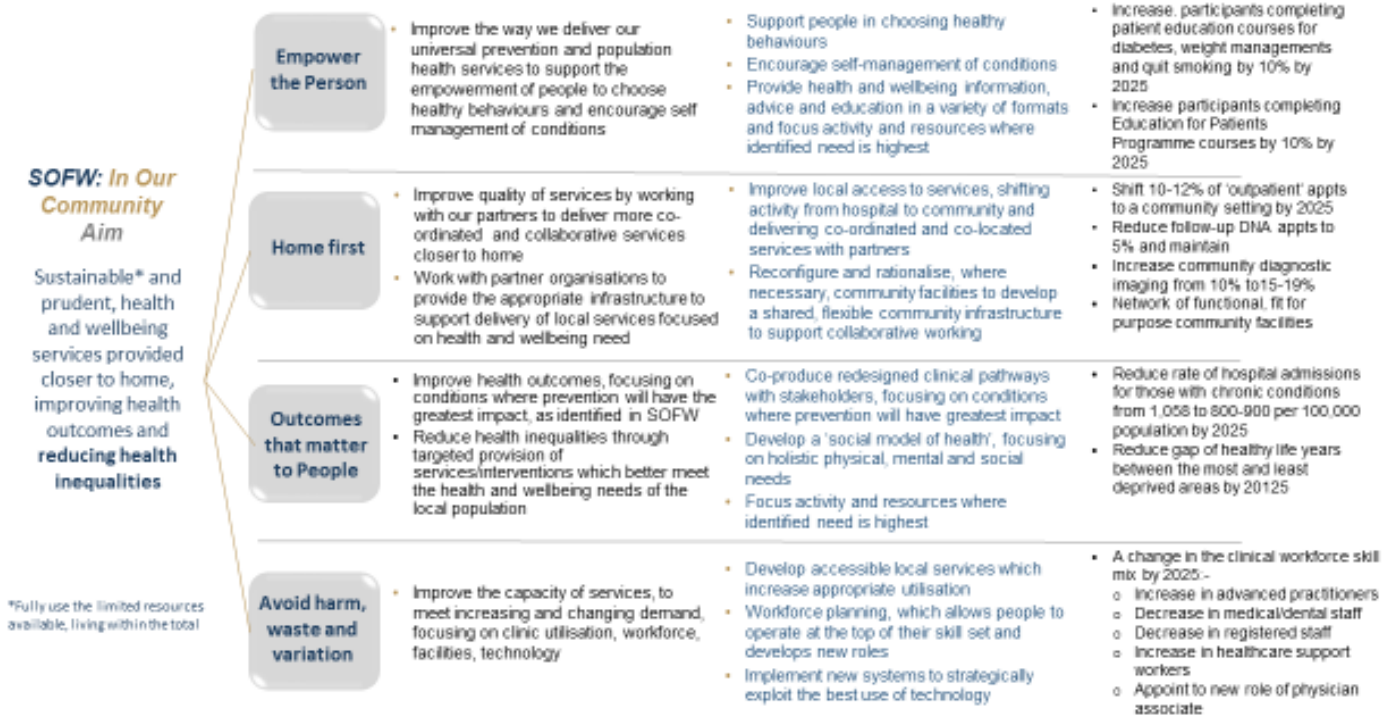 SOFW: In Our
Community
Aim
Sustainable* and
prudent, health
and wellbeing
services provided
closer to home,
improving health
outcomes and
reducing health
inequalities
*Fully use the limited resources
available, living within the total
Empower
the Person
• Improve the way we deliver our
universal prevention and population
health services to support the
empowerment of people to choose
healthy behaviours and encourage self
management of conditions
• Support people in choosing healthy
behaviours
• Encourage self-management of conditions
• Provide health and wellbeing information,
advice and education in a variety of formats
and focus activity and resources where
identified need is highest
• Increase. participants completing
patient education courses for
diabetes, weight managements
and quit smoking by 10% by
2025
• Increase participants completing
Education for Patients
Programme courses by 10% by
2025
Home first
• Improve quality of services by working
with our partners to deliver more co-
ordinated and collaborative services
closer to home
• Work with partner organisations to
provide the appropriate infrastructure to
support delivery of local services focused
on health and wellbeing need
• Improve local access to services, shifting
activity from hospital to community and
delivering co-ordinated and co-located
services with partners
• Reconfigure and rationalise, where
necessary, community facilities to develop
a shared, flexible community infrastructure
to support collaborative working
• Shift 10-12% of 'outpatient' appts
to a community setting by 2025
• Reduce follow-up DNA appts to
5% and maintain
• Increase community diagnostic
imaging from 10% to15-19%
• Network of functional, fit for
purpose community facilities
Outcomes
that matter
to People
• Improve health outcomes, focusing on
conditions where prevention will have the
greatest impact, as identified in SOFW
• Reduce health inequalities through
targeted provision of
services/interventions which better meet
the health and wellbeing needs of the
local population
• Co-produce redesigned clinical pathways
with stakeholders, focusing on conditions
where prevention will have greatest impact
• Develop a 'social model of health', focusing
on holistic physical, mental and social
needs
• Focus activity and resources where
identified need is highest
• Reduce rate of hospital admissions
for those with chronic conditions
from 1,058 to 800-900 per 100,000
population by 2025
• Reduce gap of healthy life years
between the most and least
deprived areas by 20125
Avoid harm,
waste and
variation
• Improve the capacity of services, to
meet increasing and changing demand,
focusing on clinic utilisation, workforce,
facilities, technology
• Develop accessible local services which
increase appropriate utilisation
• Workforce planning, which allows people to
operate at the top of their skill set and
develops new roles
• Implement new systems to strategically
exploit the best use of technology
• A change in the clinical workforce skill
mix by 2025:-
o Increase in advanced practitioners
o Decrease in medical/dental staff
o Decrease in registered staff
o Increase in healthcare support
workers
o Appoint to new role of physician
associate